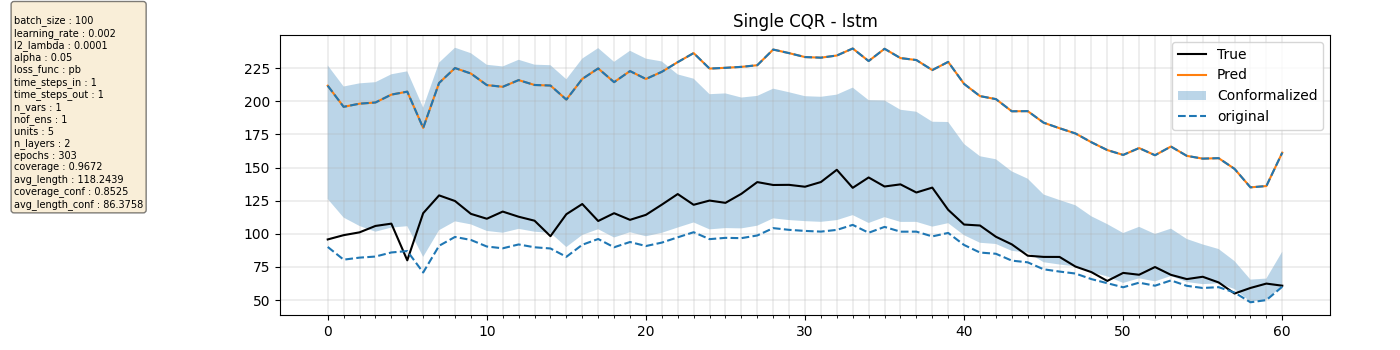 batch_size : 100
learning_rate : 0.002
l2_lambda : 0.0001
alpha : 0.05
loss_func : pb
time_steps_in : 1
time_steps_out : 1
n_vars : 1
nof_ens : 1
units : 5
n_layers : 2
epochs : 303
coverage : 0.9672
avg_length : 118.2439
coverage_conf : 0.8525
avg_length_conf : 86.3758
Single CQR - lstm
True
Pred
Conformalized
original
225
200
175
150
125
100
75
50
0 10 20 30 40 50 60